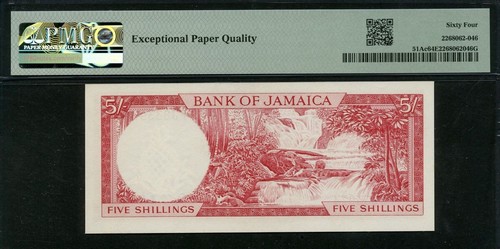 PMG
PAPER MONEY GUARANTY
Exceptional Paper Quality
Sixty Four
2268062-046
51Ac64E2268062046G
5/-
BANK OF JAMAICA
5/-
FIVE SHILLINGS
FIVE SHILLINGS